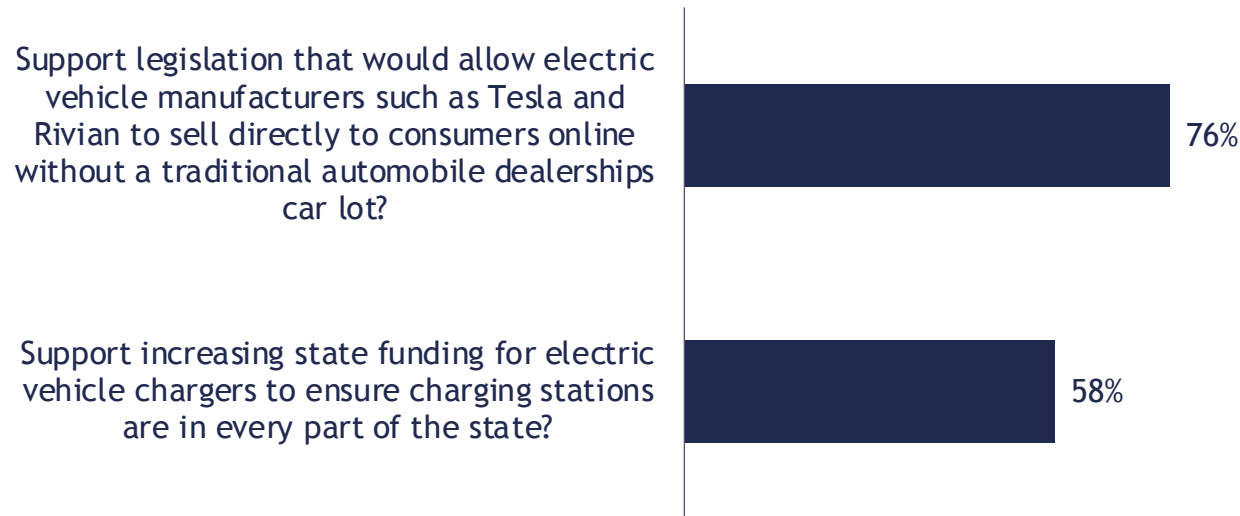 Support legislation that would allow electric
vehicle manufacturers such as Tesla and
Rivian to sell directly to consumers online
without a traditional automobile dealerships
car lot?
76%
Support increasing state funding for electric
vehicle chargers to ensure charging stations
are in every part of the state?
58%